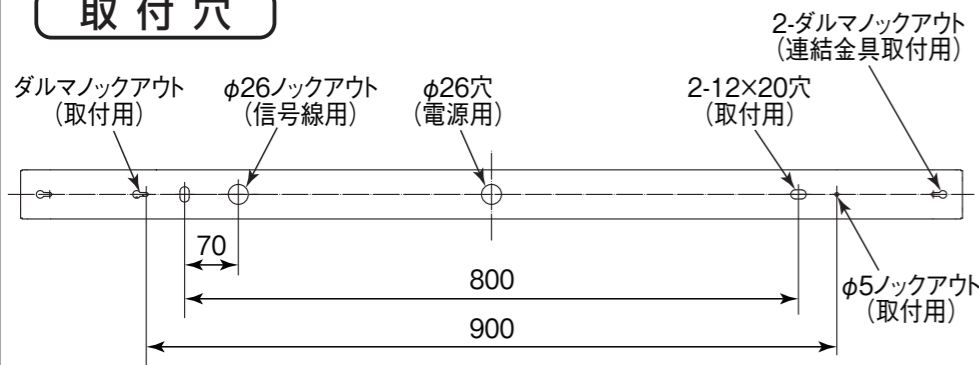 取付穴
2-ダルマノックアウト
(連結金具取付用)
ダルマノックアウト
(取付用)
φ26ノックアウト
(信号線用)
φ26穴
(電源用)
2-12×20穴
(取付用)
70
800
φ5ノックアウト
(取付用)
900